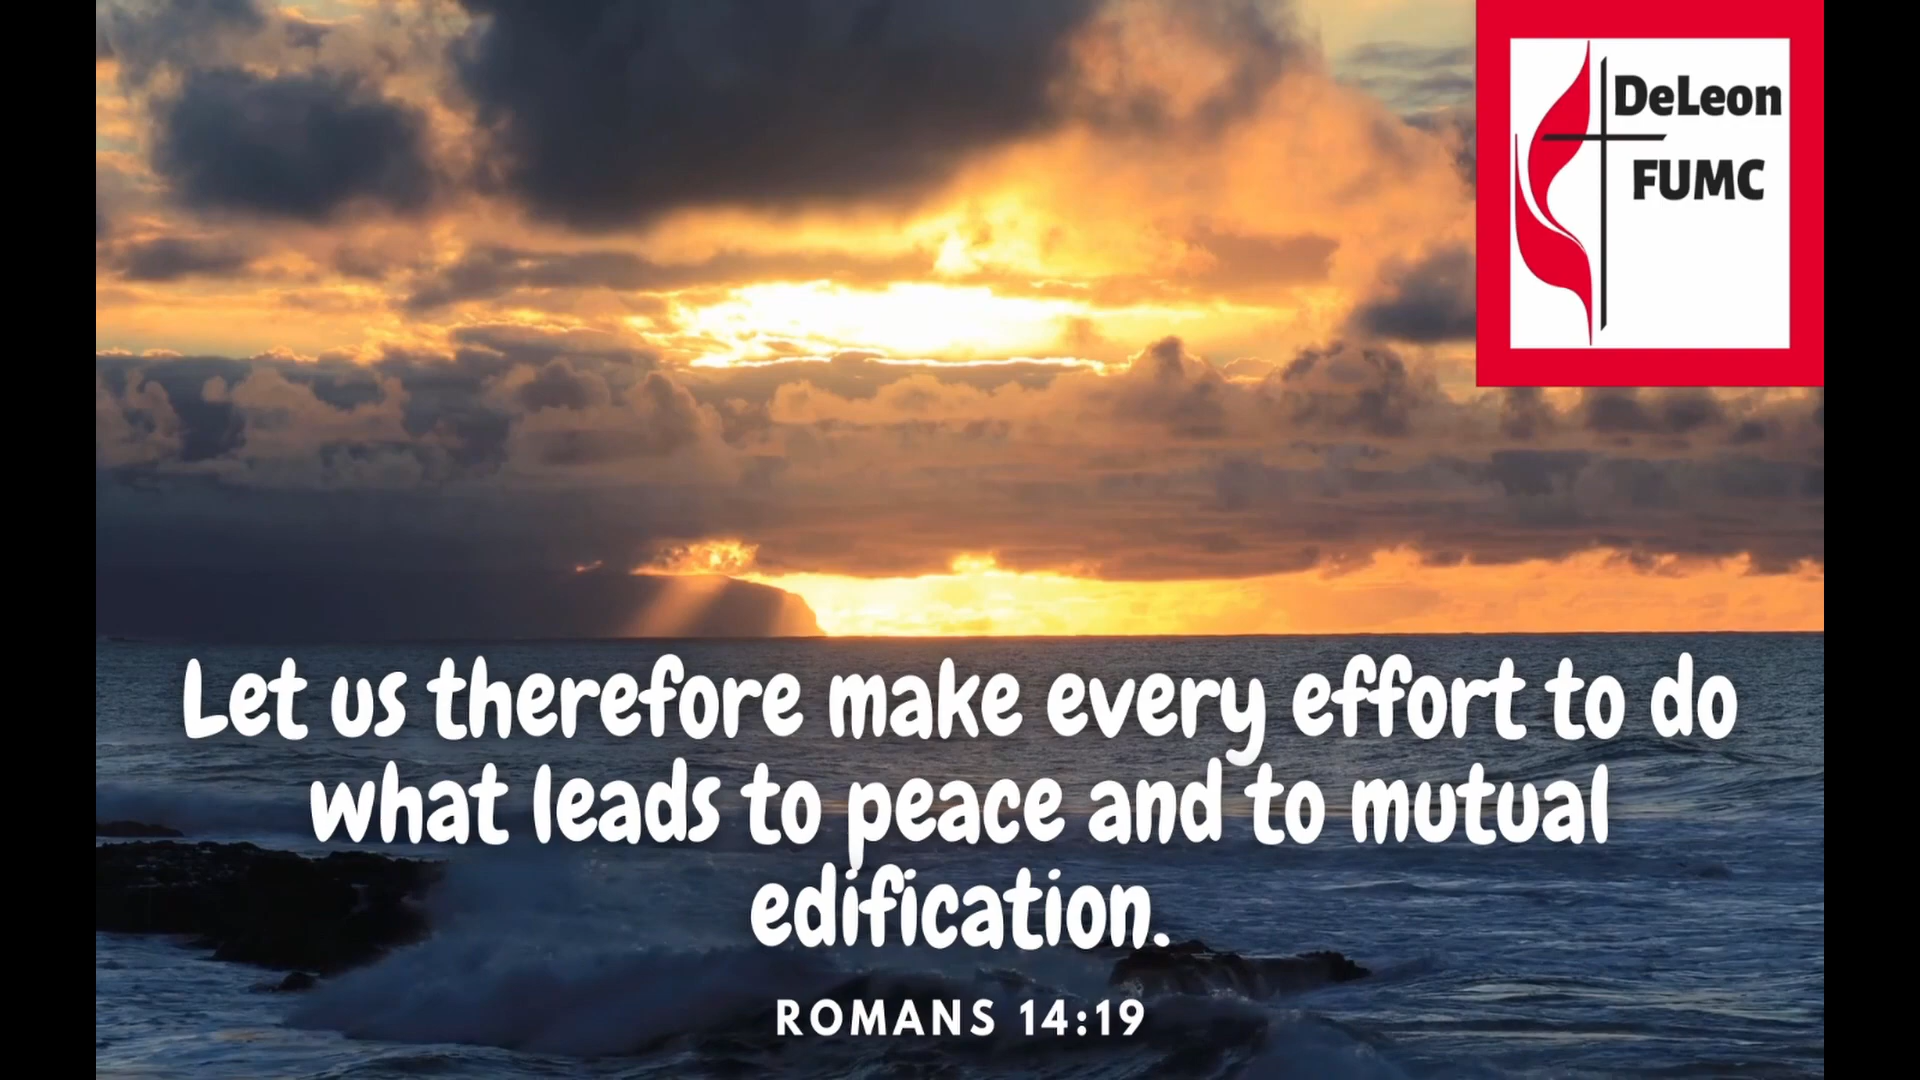 DeLeon
FUMC
Let us therefore make every effort to do
what leads to peace and to mutual
edification.
ROMANS 14:19